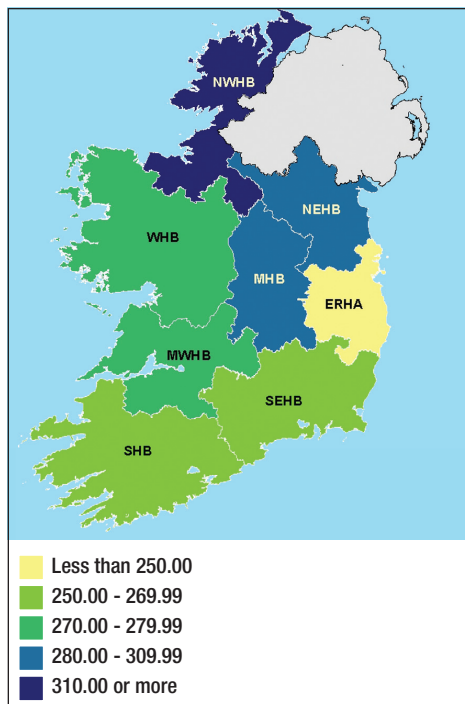 NWHB
NEHB
WHB
MHB
ERHA
MWHB
SEHB
SHB
Less than 250.00
250.00 - 269.99
270.00 - 279.99
280.00 - 309.99
310.00 or more